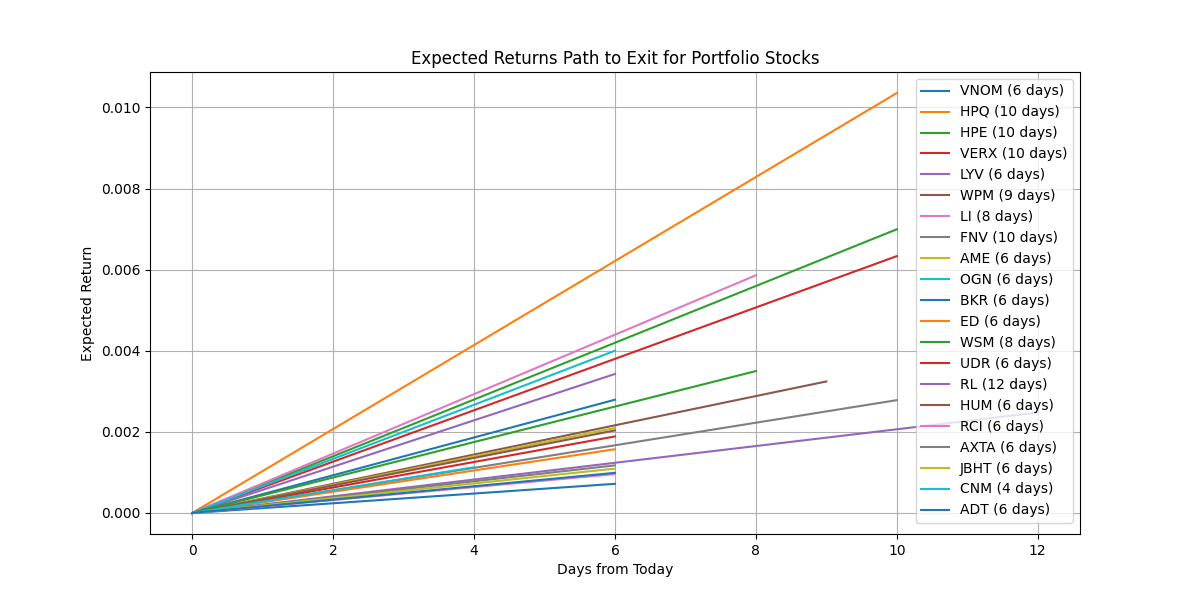 Expected Returns Path to Exit for Portfolio Stocks
Expected Return
0.010
0.008
0.006
0.004
0.002
0.000
0 2 4 6 8 10 12
Days from Today
VNOM (6 days)
HPQ (10 days)
HPE (10 days)
VERX (10 days)
LYV (6 days)
WPM (9 days)
LI (8 days)
FNV (10 days)
AME (6 days)
OGN (6 days)
BKR (6 days)
ED (6 days)
WSM (8 days)
UDR (6 days)
RL (12 days)
HUM (6 days)
RCI (6 days)
AXTA (6 days)
JBHT (6 days)
CNM (4 days)
ADT (6 days)